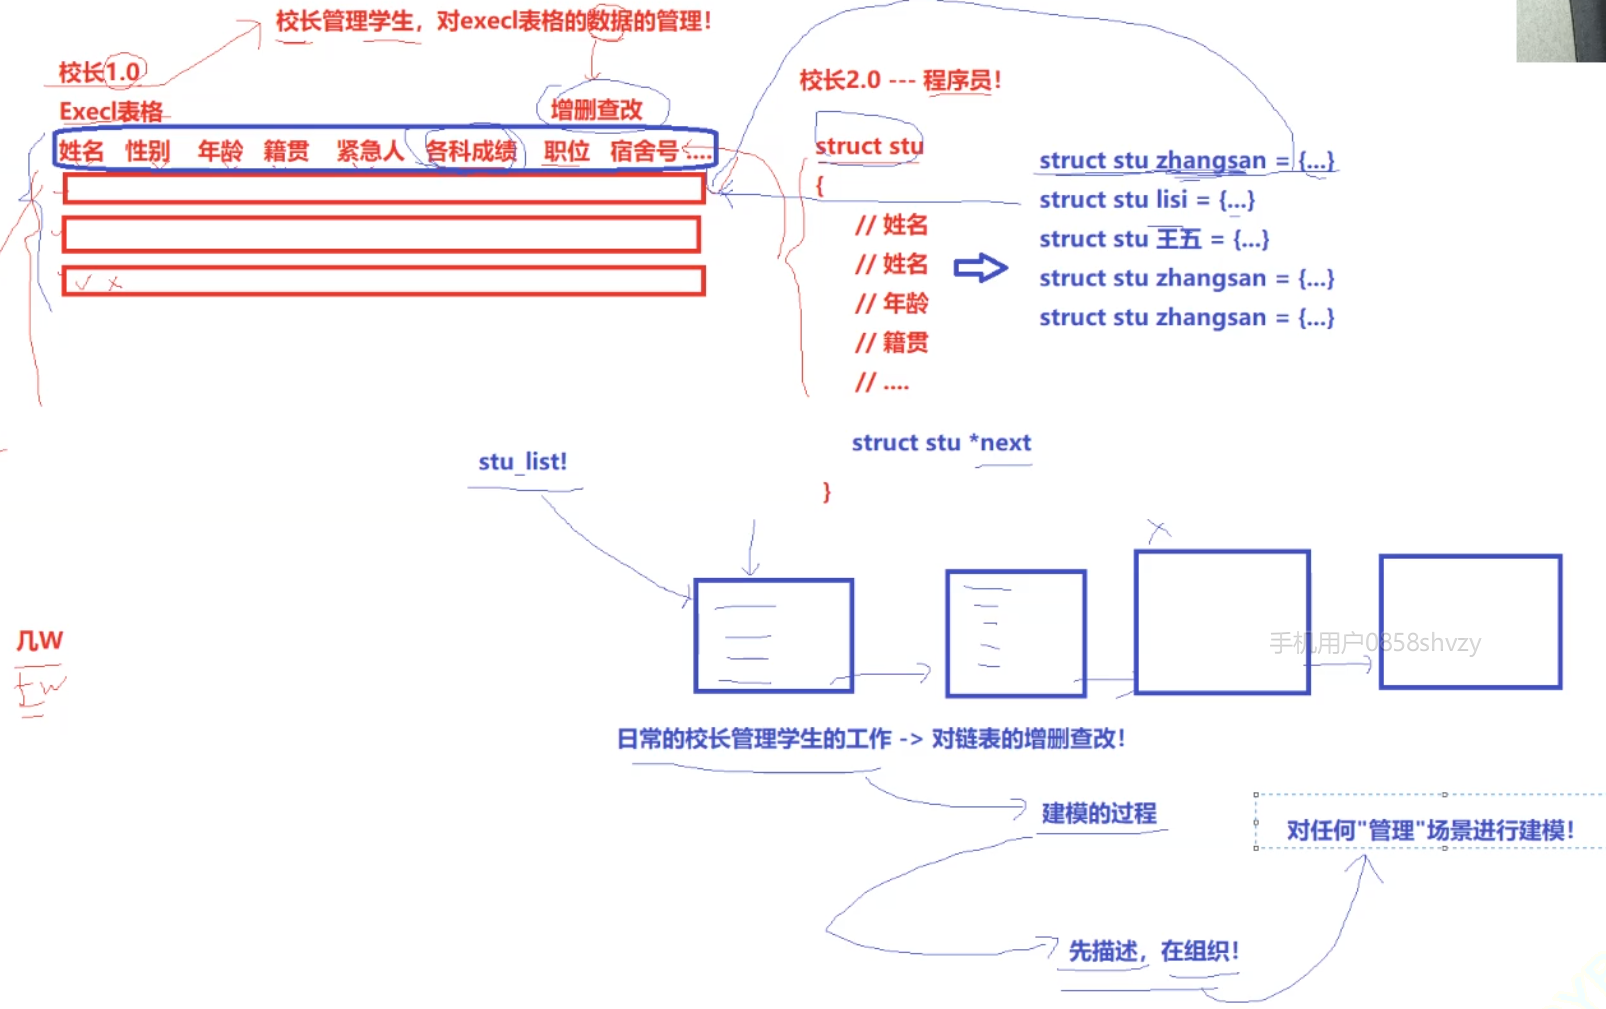 校长管理学生，对execl表格的数据的管理！
校长1.0
Execl表格
增删查改
姓名 性别 年龄 籍贯 紧急人 各科成绩 职位 宿舍号 ....
校长2.0 --- 程序员！
struct stu
{
// 姓名
// 姓名
// 年龄
// 籍贯
// ....
struct stu *next
}
struct stu zhangsan = {...}
struct stu lisi = {...}
struct stu 王五 = {...}
struct stu zhangsan = {...}
struct stu zhangsan = {...}
stu_list!
几W
手机用户0858shvzy
日常的校长管理学生的工作 -> 对链表的增删查改！
建模的过程
对任何"管理"场景进行建模！
先描述，在组织！